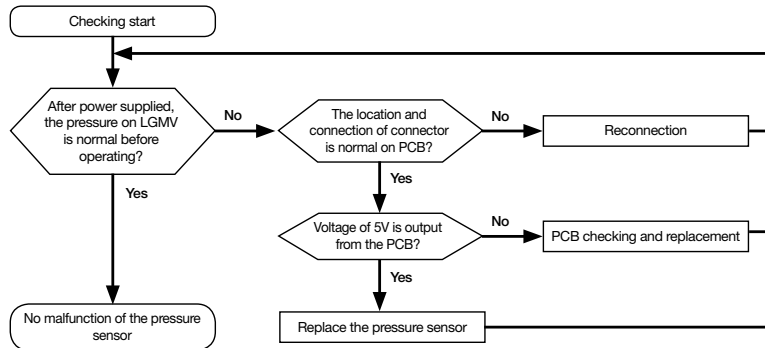 Checking start
After power supplied,
the pressure on LGMV
is normal before
operating?
No
The location and
connection of connector
is normal on PCB?
No
Reconnection
Yes
Yes
Voltage of 5V is output
from the PCB?
No
PCB checking and replacement
Yes
No malfunction of the pressure
sensor
Replace the pressure sensor